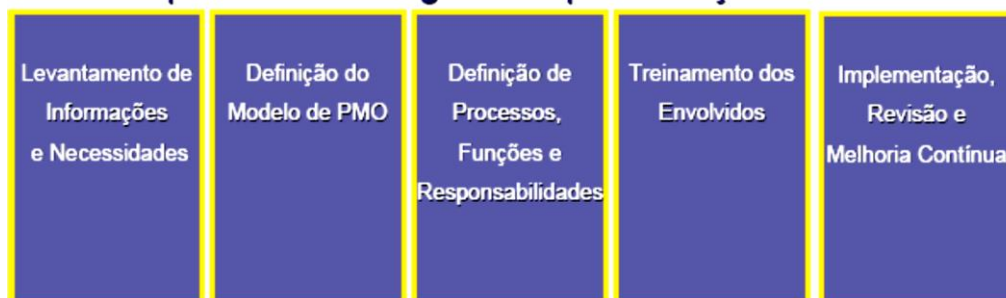 Levantamento de
Informações
e Necessidades
Definição do
Modelo de PMO
Definição de
Processos,
Funções e
Responsabilidades
Treinamento dos
Envolvidos
Implementação,
Revisão e
Melhoria Contínua